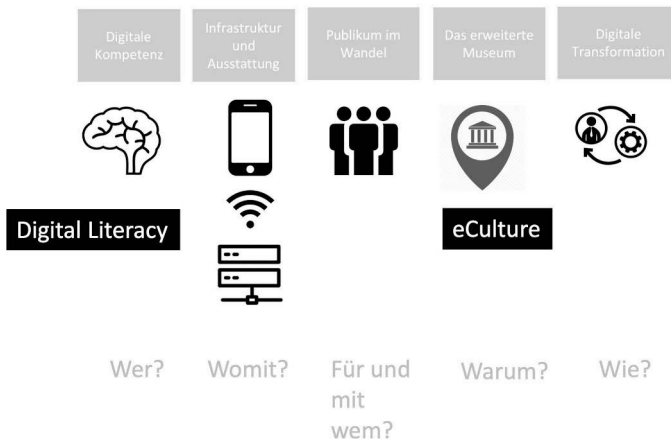 Digitale
Kompetenz
Infrastruktur
und
Ausstattung
Publikum im
Wandel
Das erweiterte
Museum
Digitale
Transformation
Digital Literacy
eCulture
Wer?
Womit?
Für und
mit
wem?
Warum?
Wie?